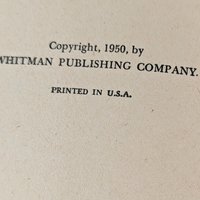 Copyright, 1950, by
WHITMAN PUBLISHING COMPANY.
PRINTED IN U.S.A.